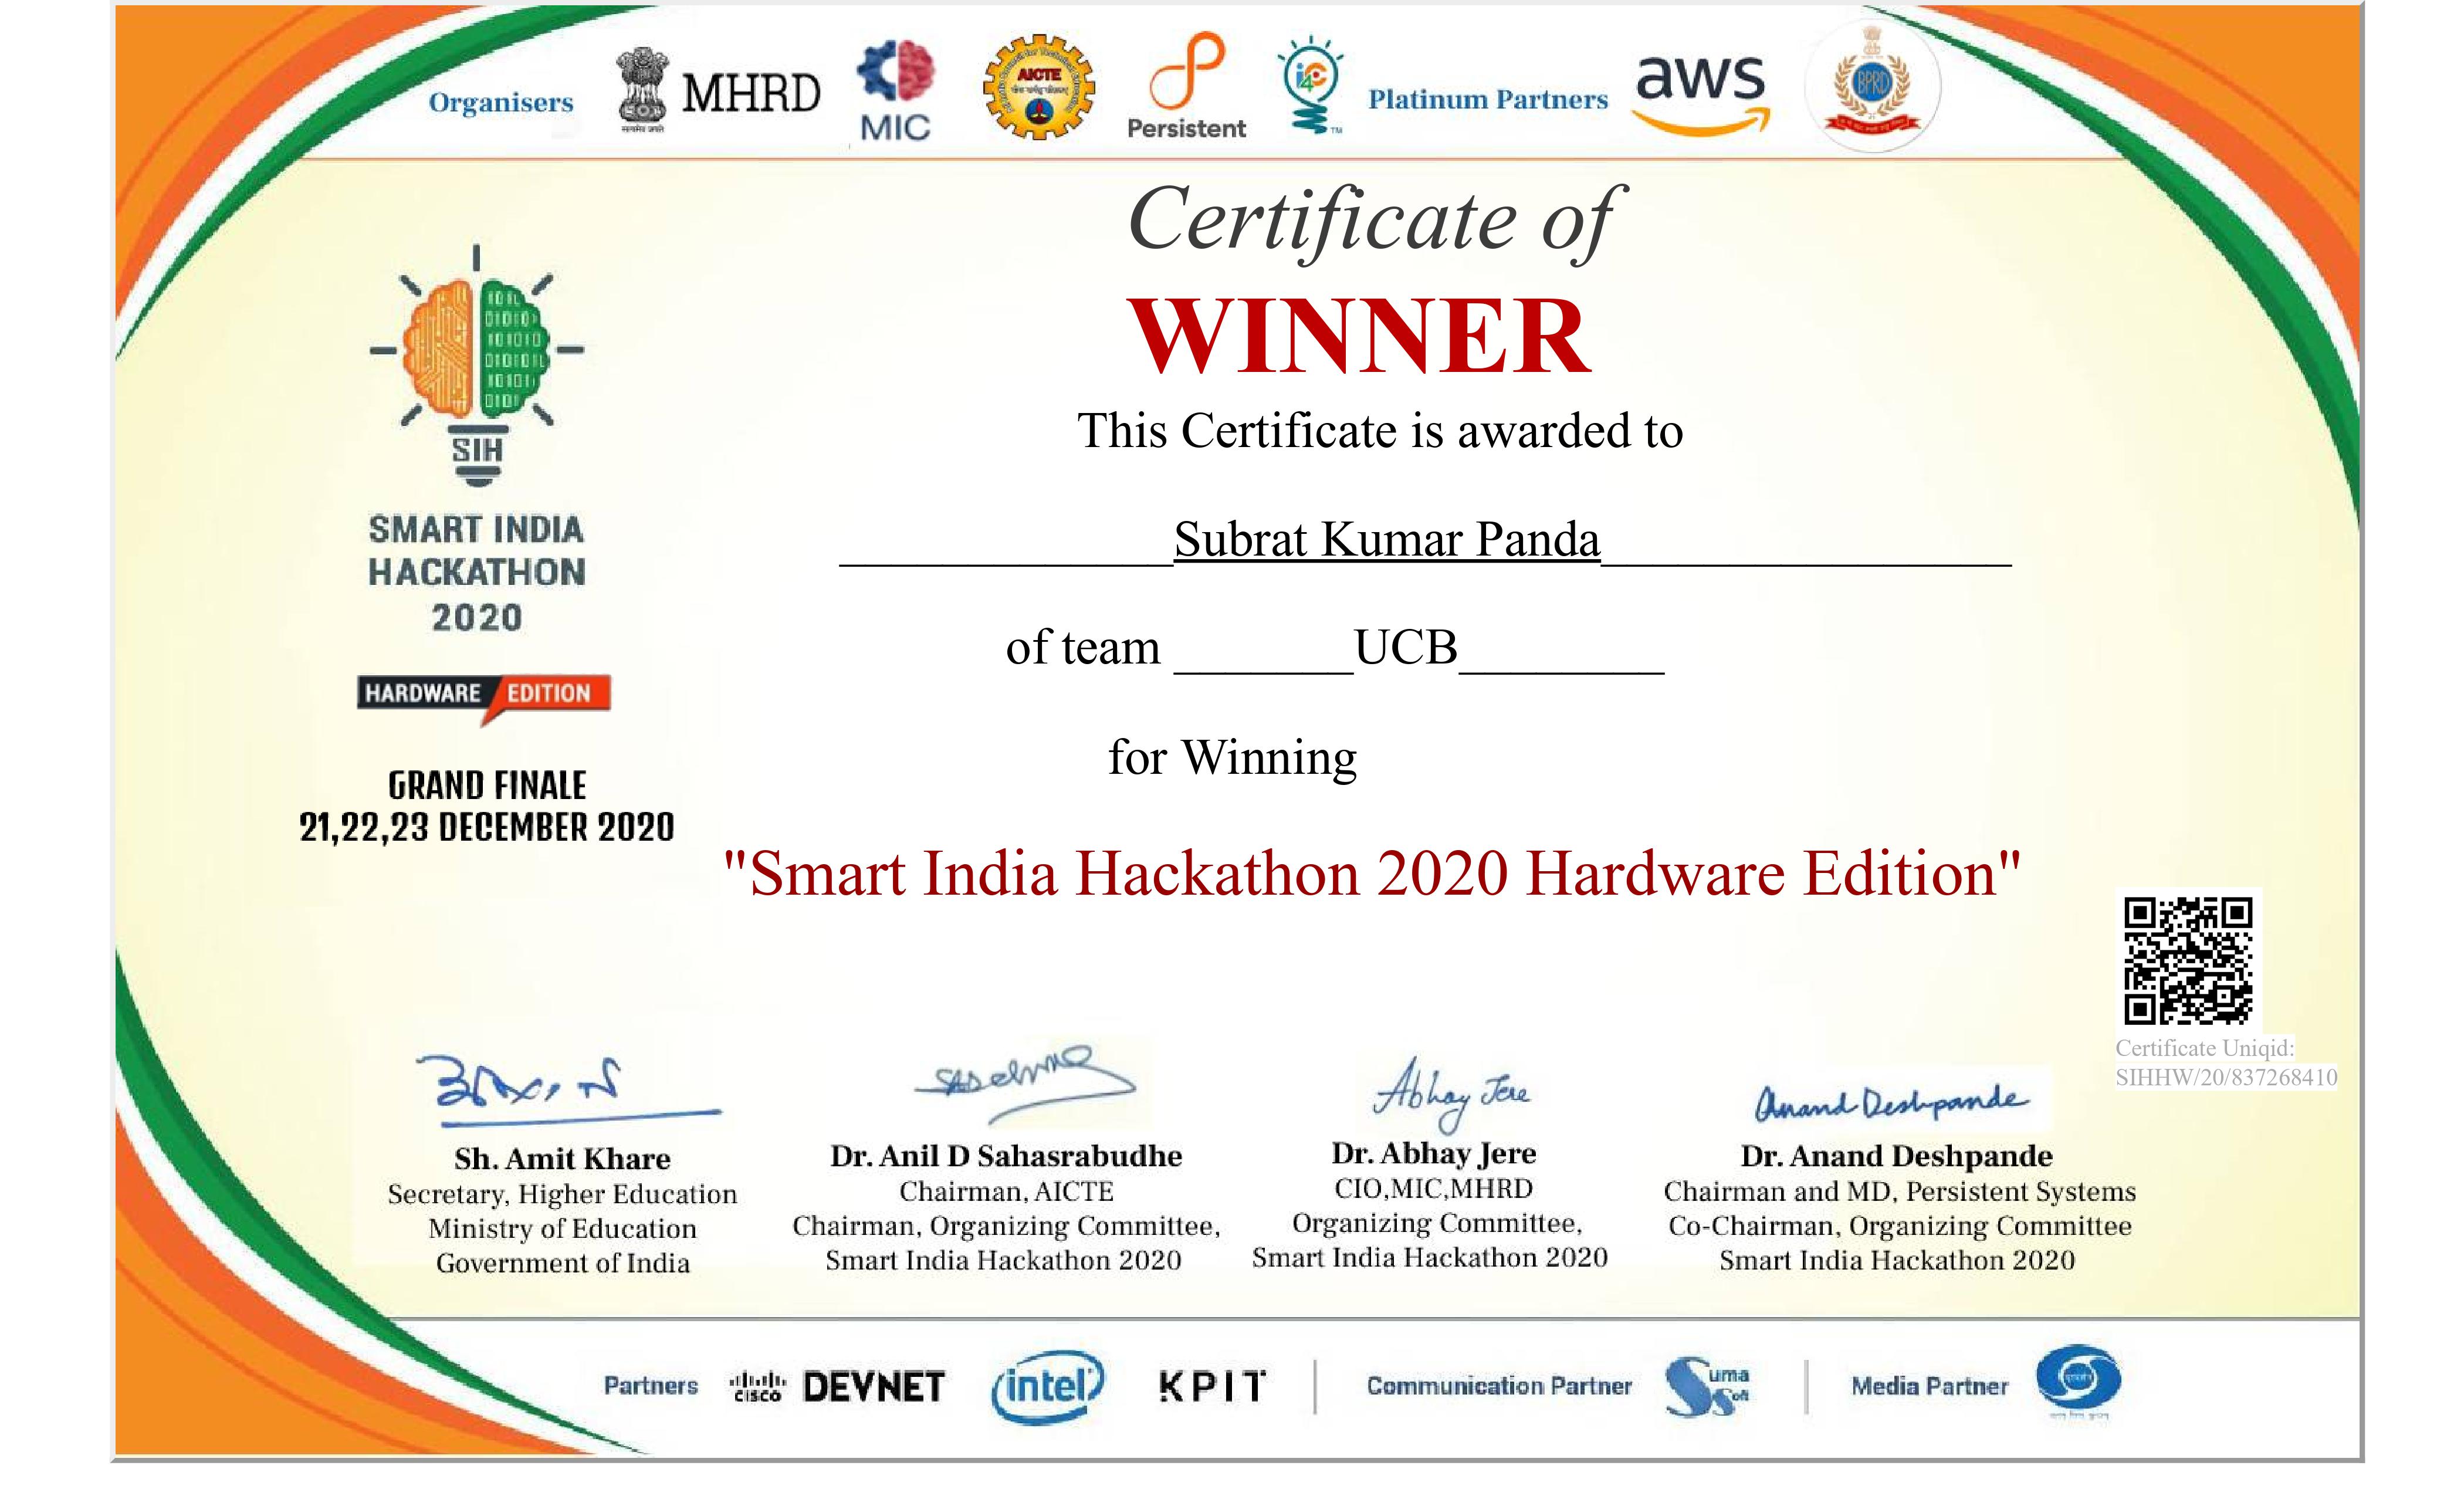 Organisers
MHRD
MIC
AICTE
Persistent
i4c
TM
Platinum Partners
aws
BPRD
Certificate of
WINNER
This Certificate is awarded to
Subrat Kumar Panda
of team UCB
for Winning
"Smart India Hackathon 2020 Hardware Edition"
SIH
SMART INDIA
HACKATHON
2020
HARDWARE EDITION
GRAND FINALE
21,22,23 DECEMBER 2020
Certificate Uniqid:
SIHHW/20/837268410
Abhay Jere
Anand Deshpande
Sh. Amit Khare
Secretary, Higher Education
Ministry of Education
Government of India
Dr. Anil D Sahasrabudhe
Chairman, AICTE
Chairman, Organizing Committee,
Smart India Hackathon 2020
Dr. Abhay Jere
CIO,MIC,MHRD
Organizing Committee,
Smart India Hackathon 2020
Dr. Anand Deshpande
Chairman and MD, Persistent Systems
Co-Chairman, Organizing Committee
Smart India Hackathon 2020
Partners
CISCO DEVNET
intel
KPIT
Communication Partner
Suma Soft
Media Partner